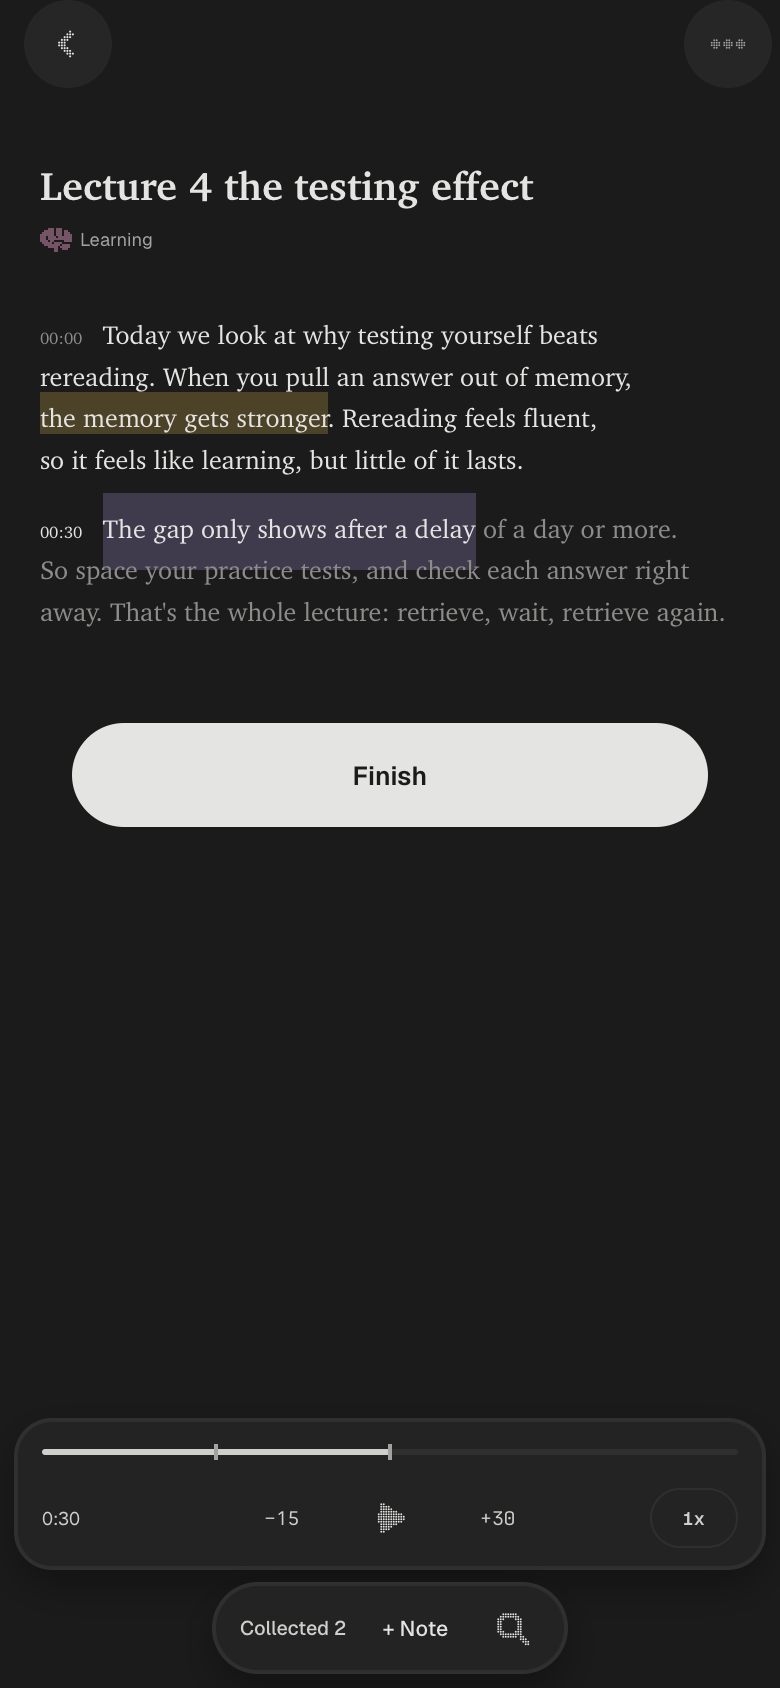 Lecture 4 the testing effect
Learning
00:00 Today we look at why testing yourself beats
rereading. When you pull an answer out of memory,
the memory gets stronger. Rereading feels fluent,
so it feels like learning, but little of it lasts.
00:30 The gap only shows after a delay of a day or more.
So space your practice tests, and check each answer right
away. That's the whole lecture: retrieve, wait, retrieve again.
Finish
0:30 −15 +30 1x
Collected 2 + Note